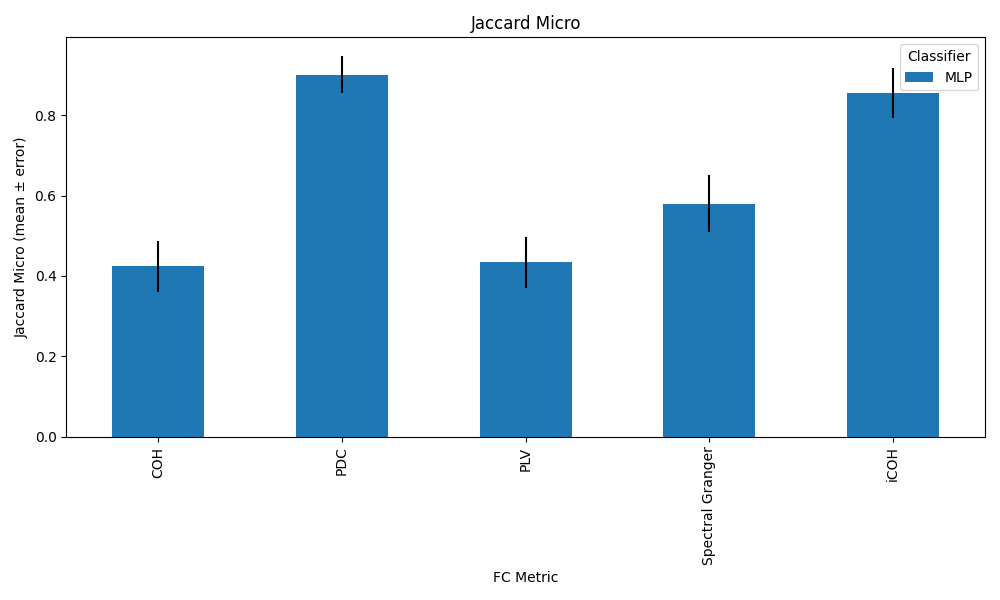 Jaccard Micro
Classifier
MLP
Jaccard Micro (mean ± error)
0.8
0.6
0.4
0.2
0.0
COH
PDC
PLV
Spectral Granger
iCOH
FC Metric